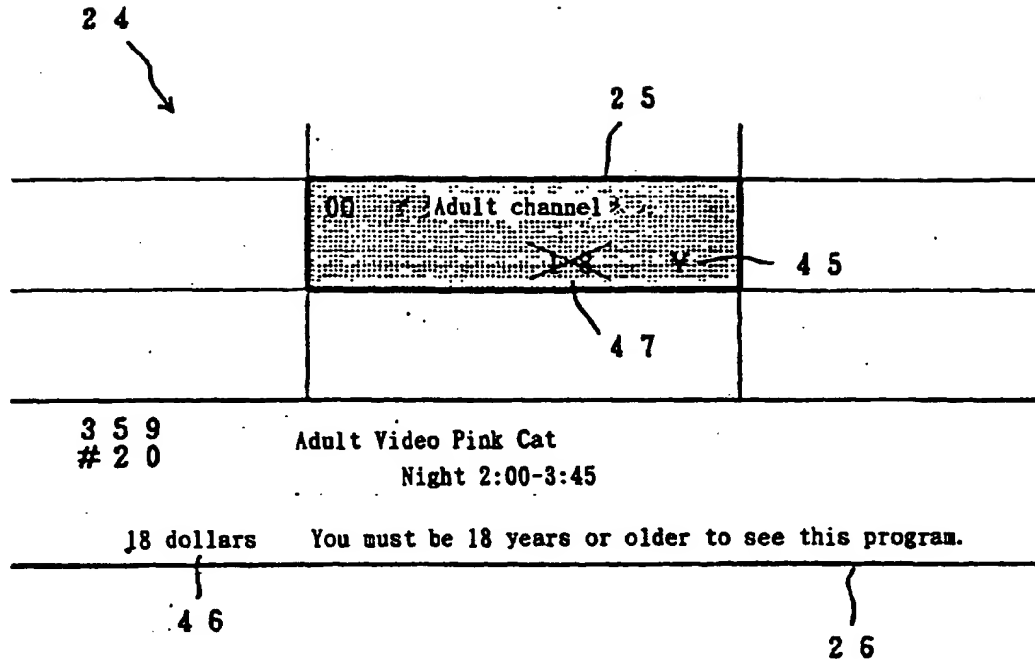 2 4
2 5
00 Adult channel
¥ 4 5
4 7
3 5 9
# 2 0
Adult Video Pink Cat
Night 2:00-3:45
18 dollars You must be 18 years or older to see this program.
4 6
2 6